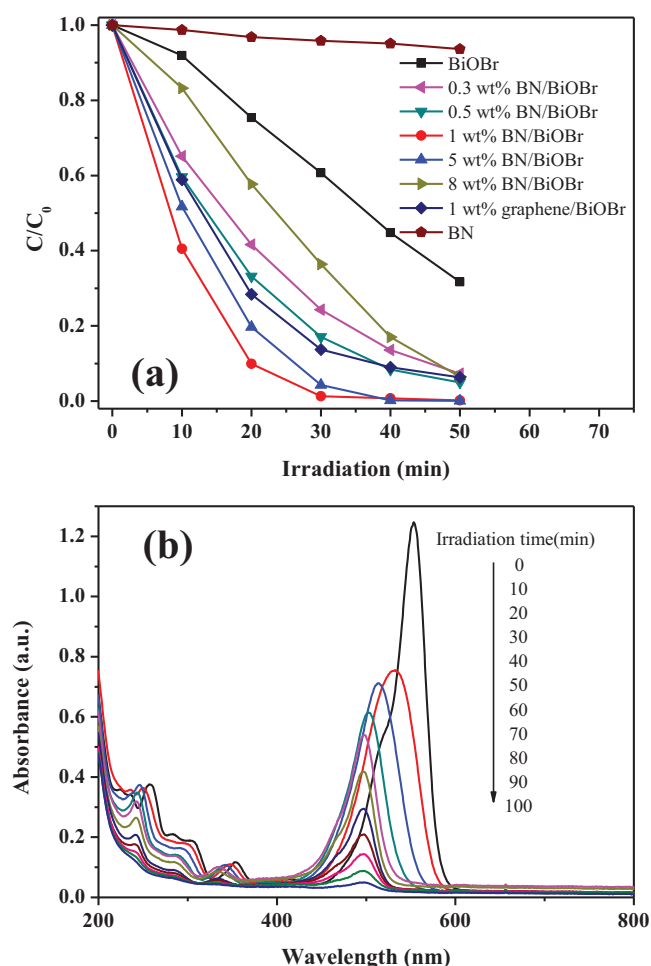 1.0
0.8
0.6
0.4
0.2
0.0
C/C0
BiOBr
0.3 wt% BN/BiOBr
0.5 wt% BN/BiOBr
1 wt% BN/BiOBr
5 wt% BN/BiOBr
8 wt% BN/BiOBr
1 wt% graphene/BiOBr
BN
(a)
0 10 20 30 40 50 60 70
Irradiation (min)
1.2
1.0
0.8
0.6
0.4
0.2
0.0
Absorbance (a.u.)
(b)
Irradiation time(min)
0
10
20
30
40
50
60
70
80
90
100
200 400 600 800
Wavelength (nm)